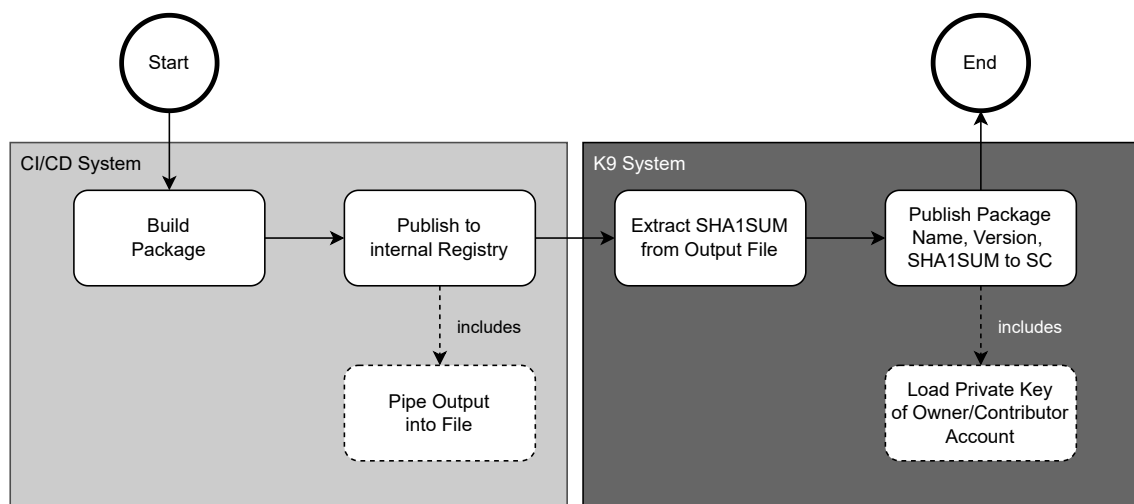 Start
End
CI/CD System
Build
Package
Publish to
internal Registry
includes
Pipe Output
into File
K9 System
Extract SHA1SUM
from Output File
Publish Package
Name, Version,
SHA1SUM to SC
includes
Load Private Key
of Owner/Contributor
Account